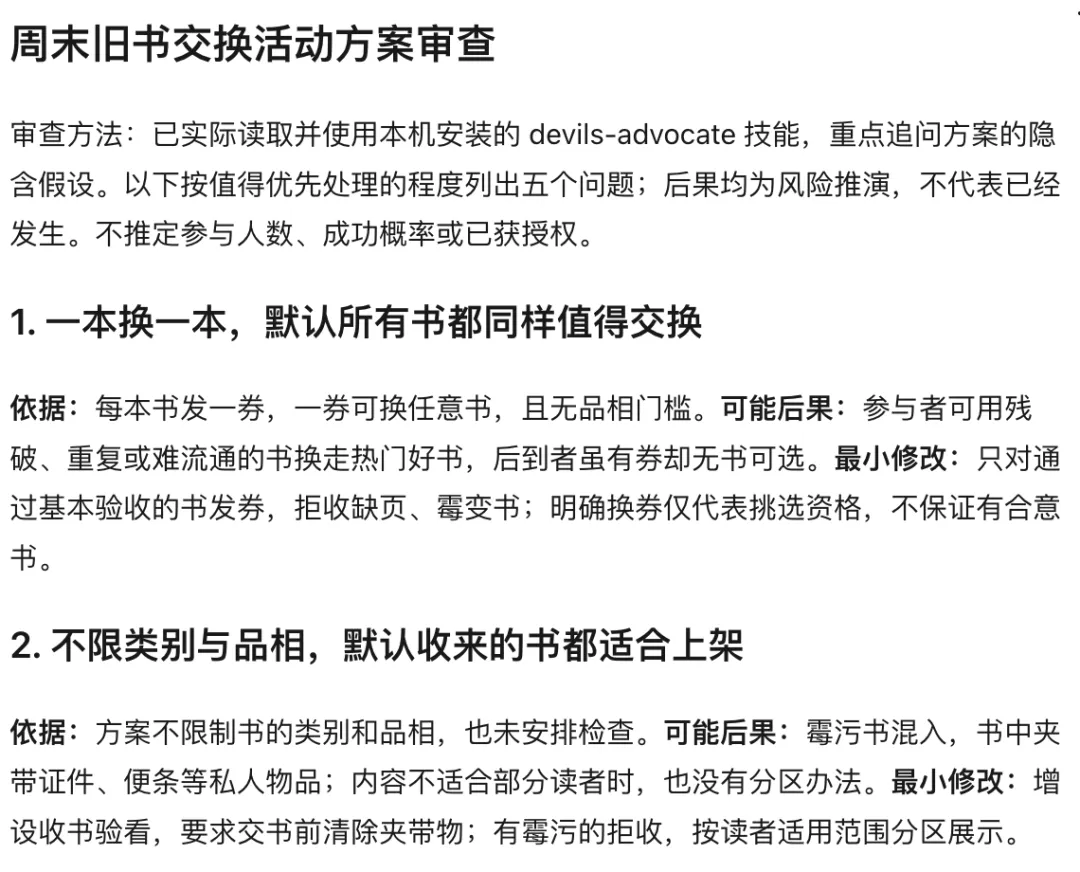 周末旧书交换活动方案审查
审查方法：已实际读取并使用本机安装的 devils-advocate 技能，重点追问方案的隐
含假设。以下按值得优先处理的程度列出五个问题；后果均为风险推演，不代表已经
发生。不推定参与人数、成功概率或已获授权。
1. 一本换一本，默认所有书都同样值得交换
依据：每本书发一券，一券可换任意书，且无品相门槛。可能后果：参与者可用残
破、重复或难流通的书换走热门好书，后到者虽有券却无书可选。最小修改：只对通
过基本验收的书发券，拒收缺页、霉变书；明确换券仅代表挑选资格，不保证有合意
书。
2. 不限类别与品相，默认收来的书都适合上架
依据：方案不限制书的类别和品相，也未安排检查。可能后果：霉污书混入，书中夹
带证件、便条等私人物品；内容不适合部分读者时，也没有分区办法。最小修改：增
设收书验看，要求交书前清除夹带物；有霉污的拒收，按读者适用范围分区展示。